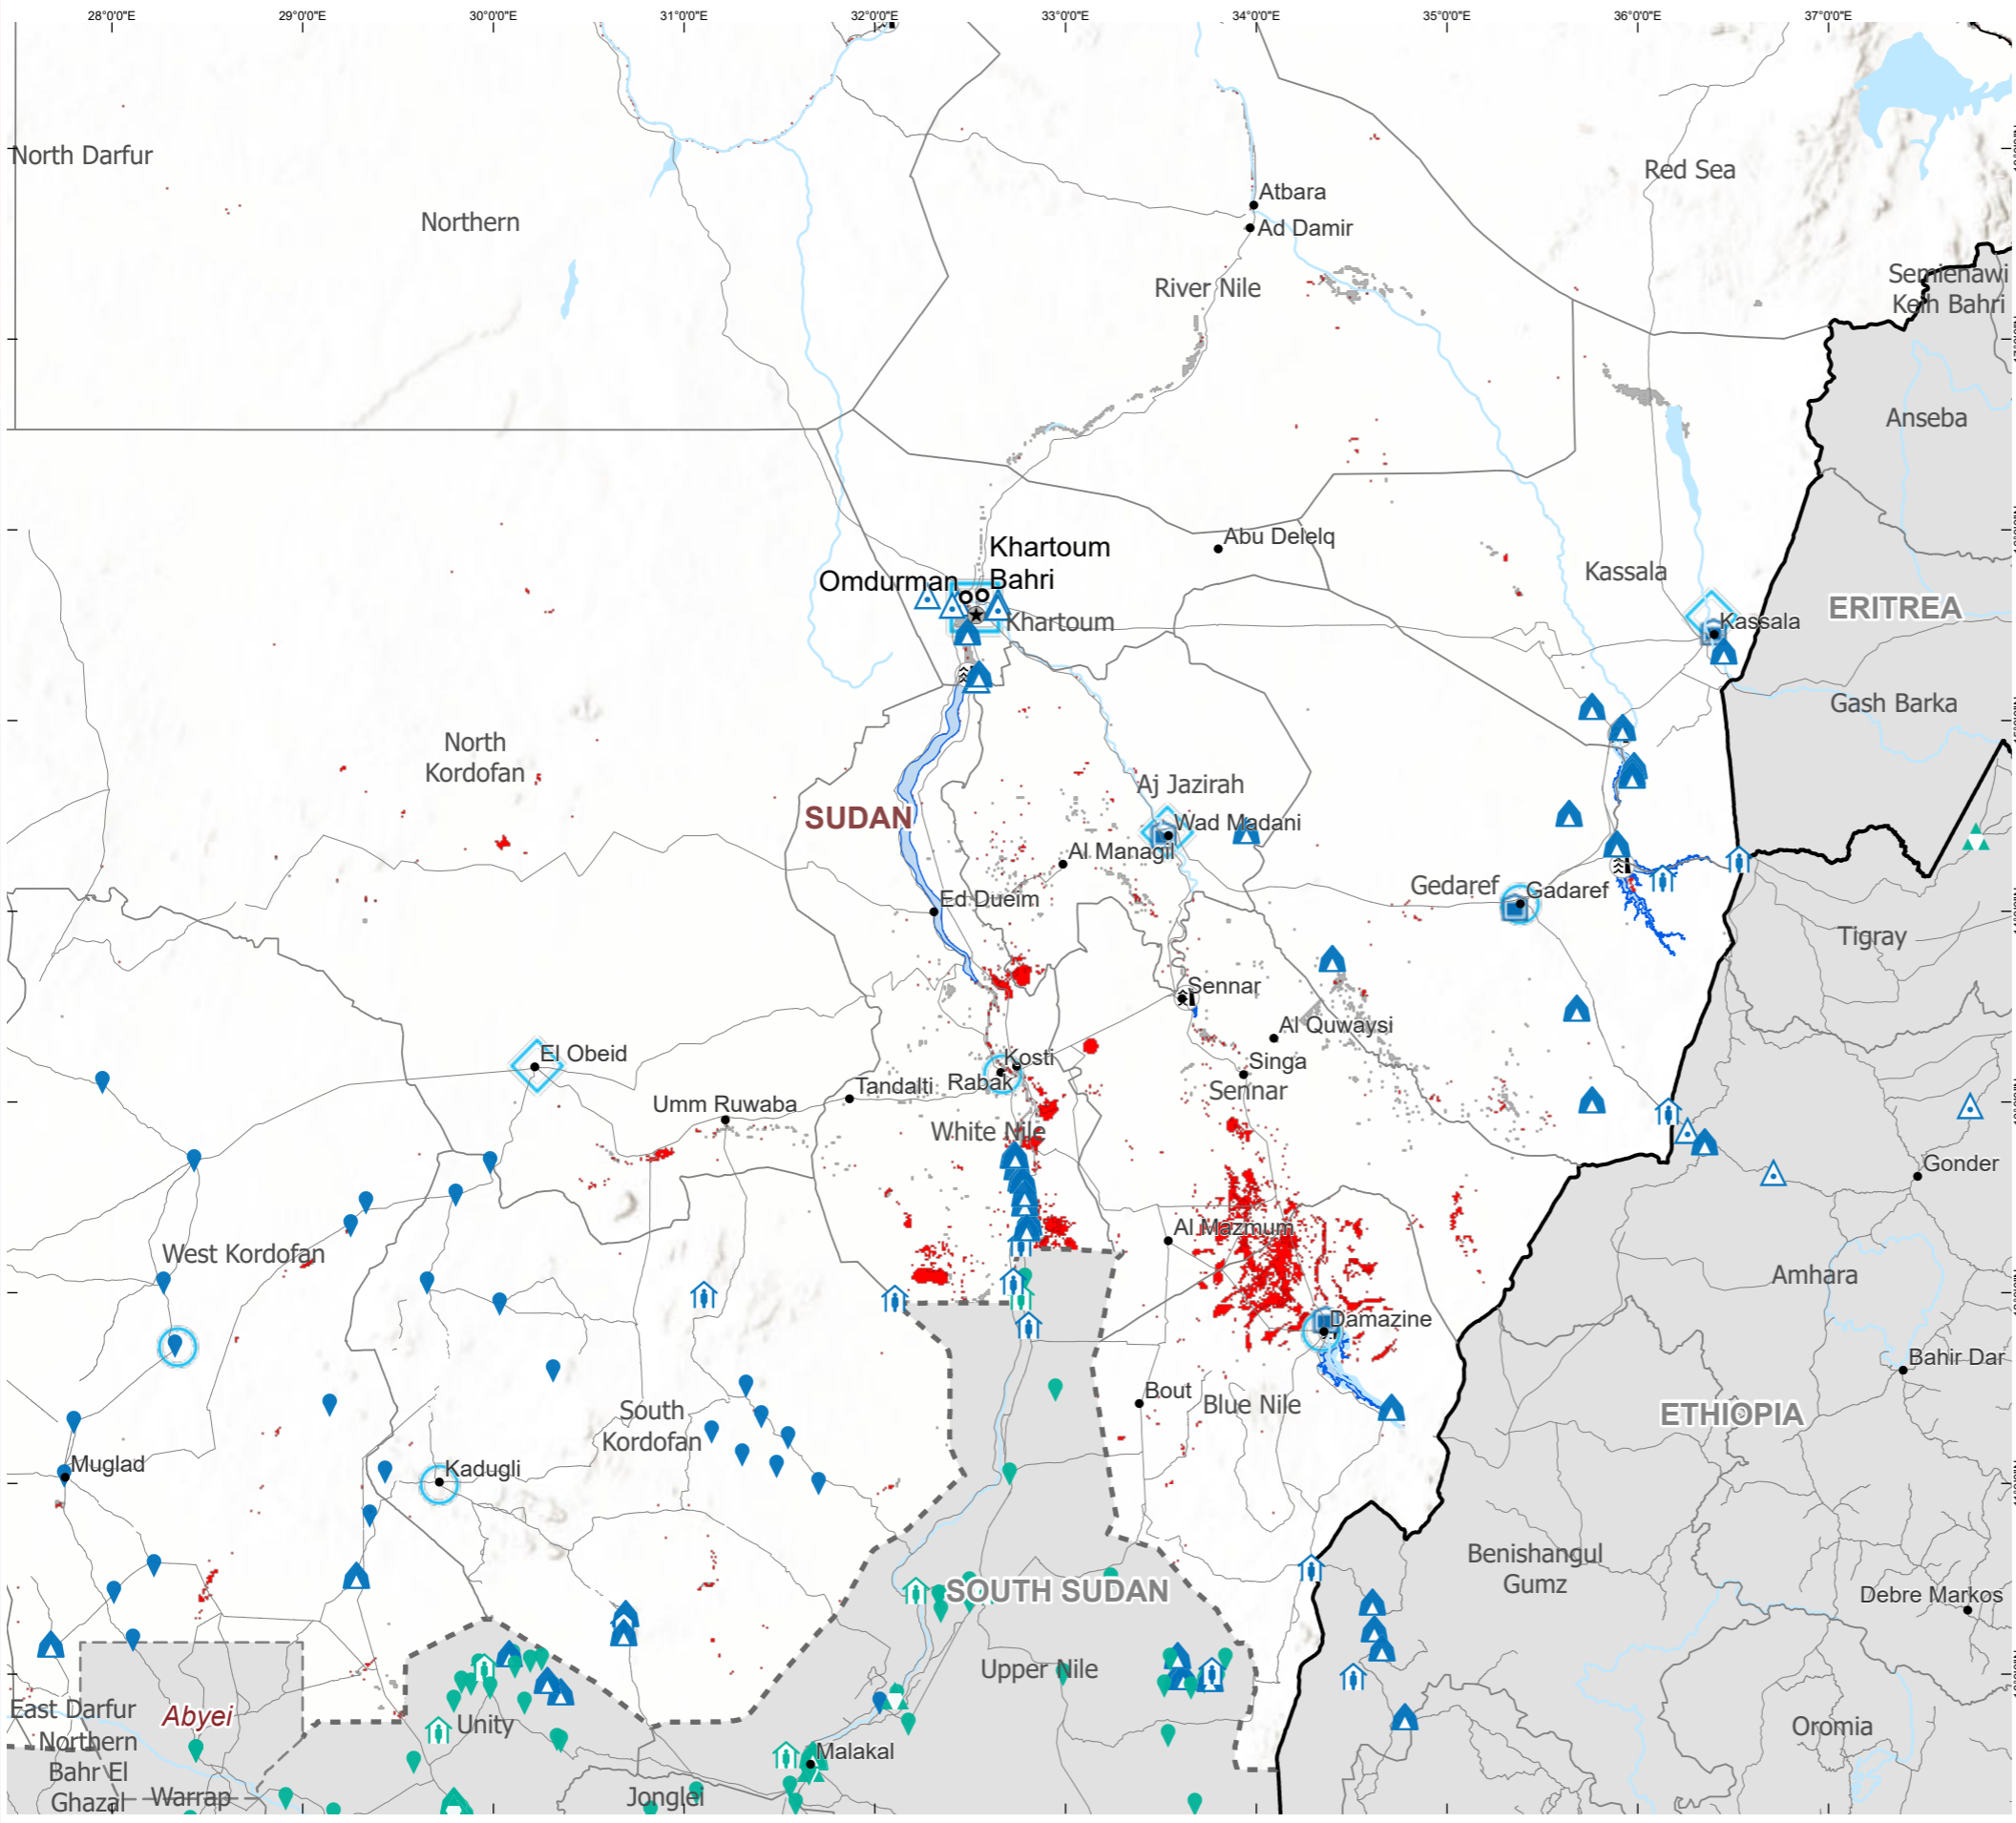 28°0'0"E
29°0'0"E
30°0'0"E
31°0'0"E
32°0'0"E
33°0'0"E
34°0'0"E
35°0'0"E
36°0'0"E
37°0'0"E
North Darfur
Northern
Red Sea
Atbara
Ad Damir
River Nile
Semienawi
Keih Bahri
Anseba
Abu Delelq
Khartoum
Bahri
Omdurman
Khartoum
Kassala
ERITREA
Kassala
Gash Barka
North
Kordofan
SUDAN
Aj Jazirah
Wad Madani
Al Managil
Ed Dueim
Gedaref
Gadaref
Tigray
Sennar
Al Quwaysi
Singa
Sennar
El Obeid
Kosti
Rabak
Tandalti
Umm Ruwaba
White Nile
Gonder
West Kordofan
Al Mazmum
Amhara
Damazine
Bahir Dar
Bout
Blue Nile
ETHIOPIA
South
Kordofan
Muglad
Kadugli
Benishangul
Gumz
SOUTH SUDAN
Debre Markos
Upper Nile
East Darfur
Abyei
Unity
Northern
Bahr El
Ghazal
Warrap
Malakal
Jonglei
Oromia